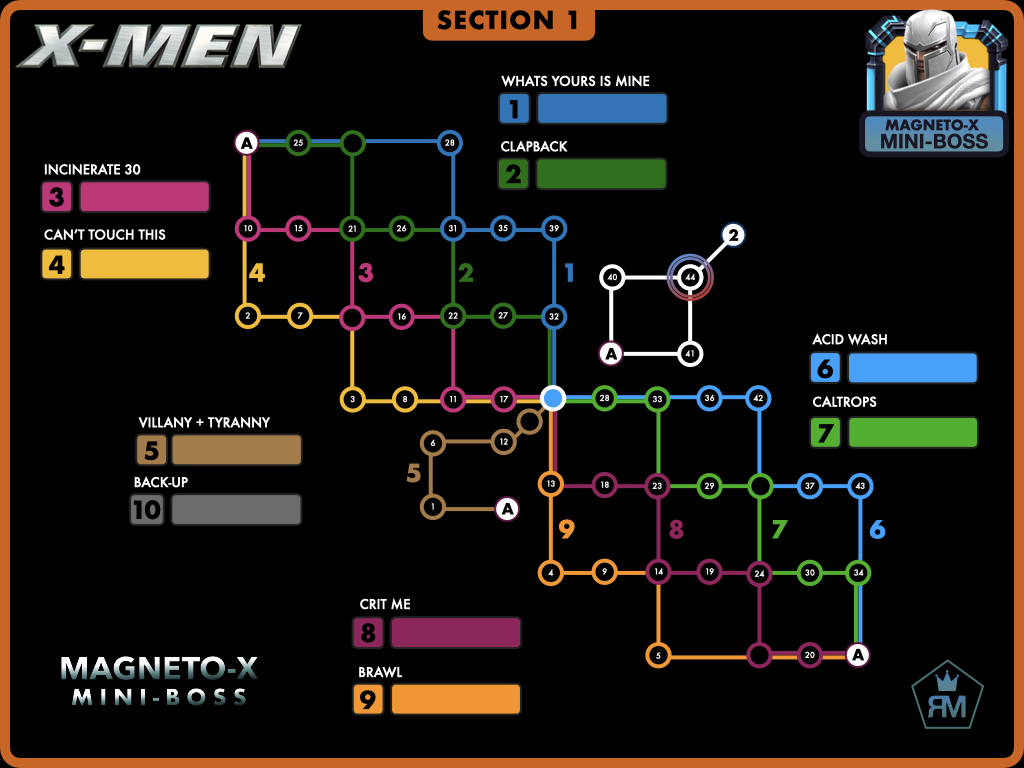 SECTION 1
X-MEN
MAGNETO-X
MINI-BOSS
WHATS YOURS IS MINE
1
CLAPBACK
2
INCINERATE 30
3
CAN'T TOUCH THIS
4
A 25 28
10 15 21 26 31 35 39
4 3 2 1
2 7 16 22 27 32
3 8 11 17
2
40 44
A 41
ACID WASH
6
CALTROPS
7
VILLANY + TYRANNY
5
BACK-UP
10
6 12
5
1 A
28 33 36 42
13 18 23 29 37 43
9 8 7 6
4 9 14 19 24 30 34
5 20 A
CRIT ME
8
BRAWL
9
MAGNETO-X
MINI-BOSS
RM